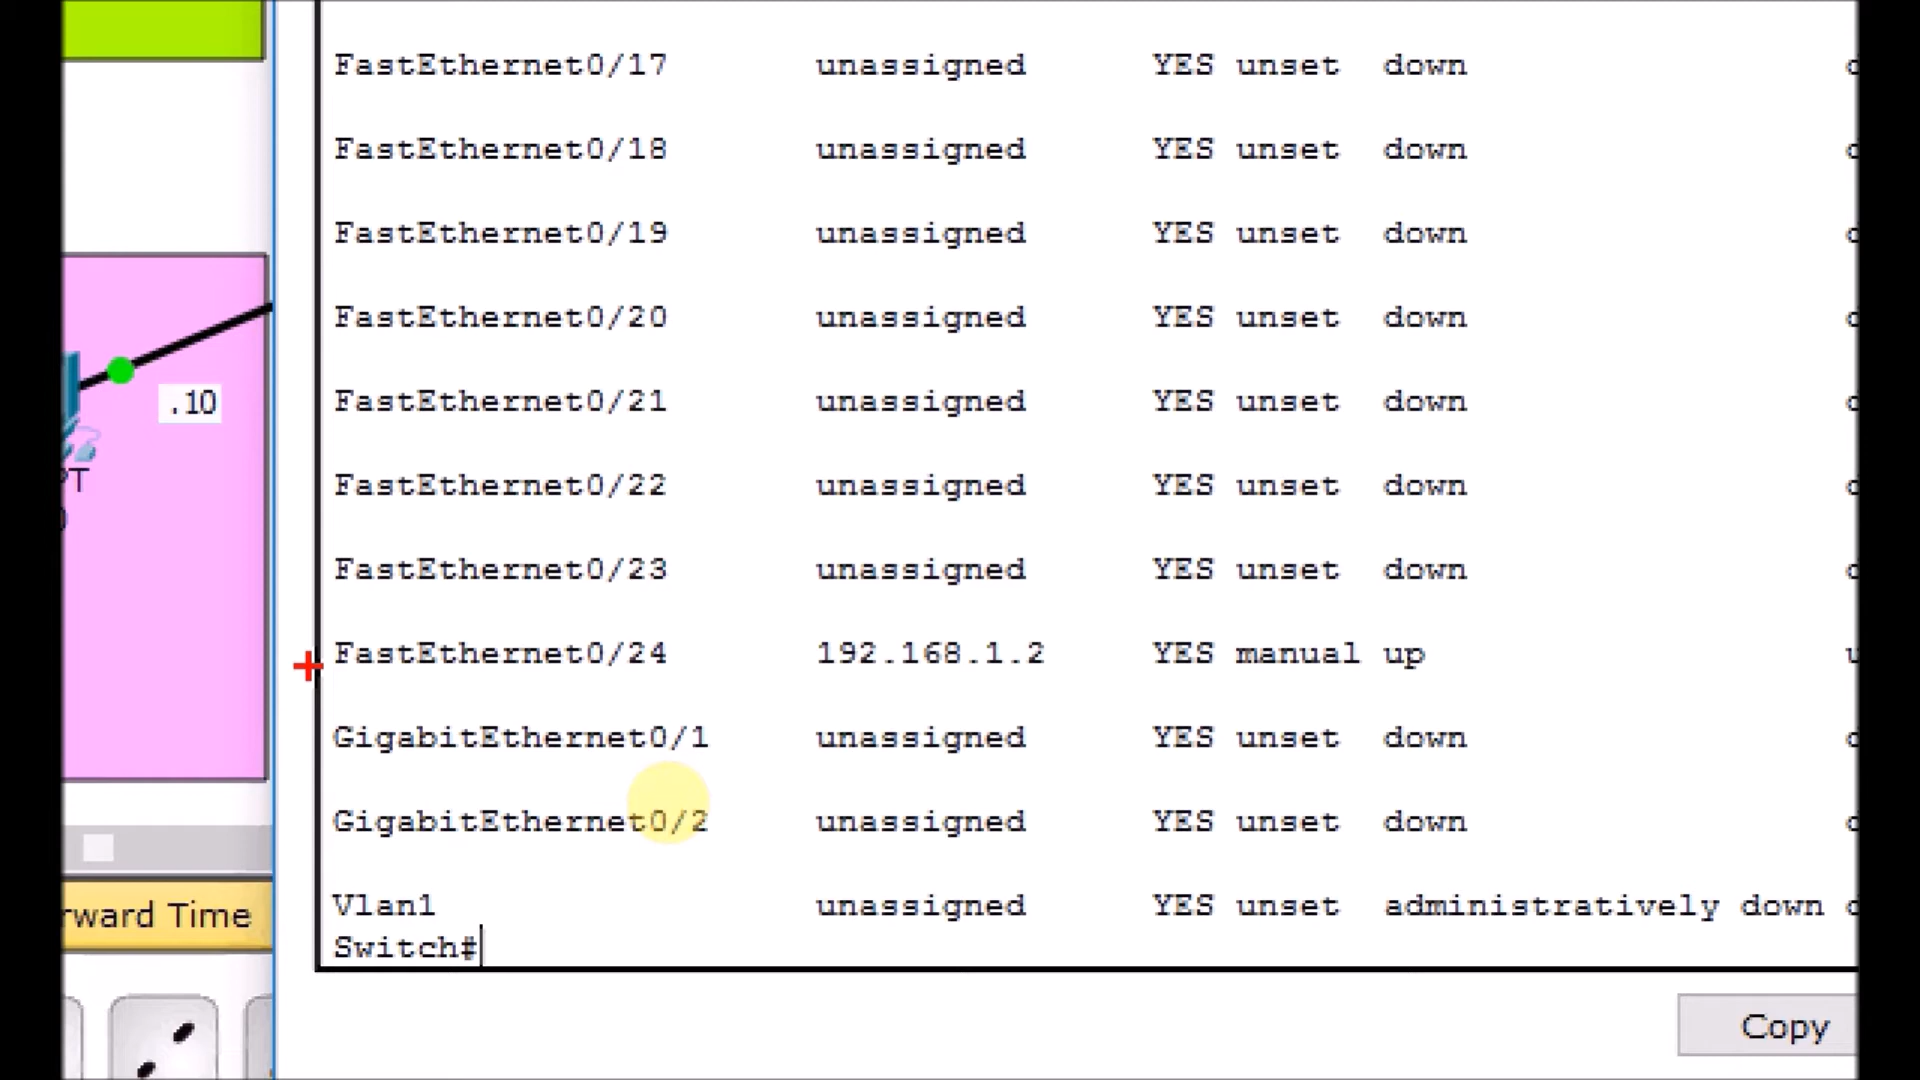 FastEthernet0/17 unassigned YES unset down
FastEthernet0/18 unassigned YES unset down
FastEthernet0/19 unassigned YES unset down
FastEthernet0/20 unassigned YES unset down
FastEthernet0/21 unassigned YES unset down
FastEthernet0/22 unassigned YES unset down
FastEthernet0/23 unassigned YES unset down
FastEthernet0/24 192.168.1.2 YES manual up
GigabitEthernet0/1 unassigned YES unset down
GigabitEthernet0/2 unassigned YES unset down
Vlan1 unassigned YES unset administratively down
Switch#
.10
rward Time
Copy